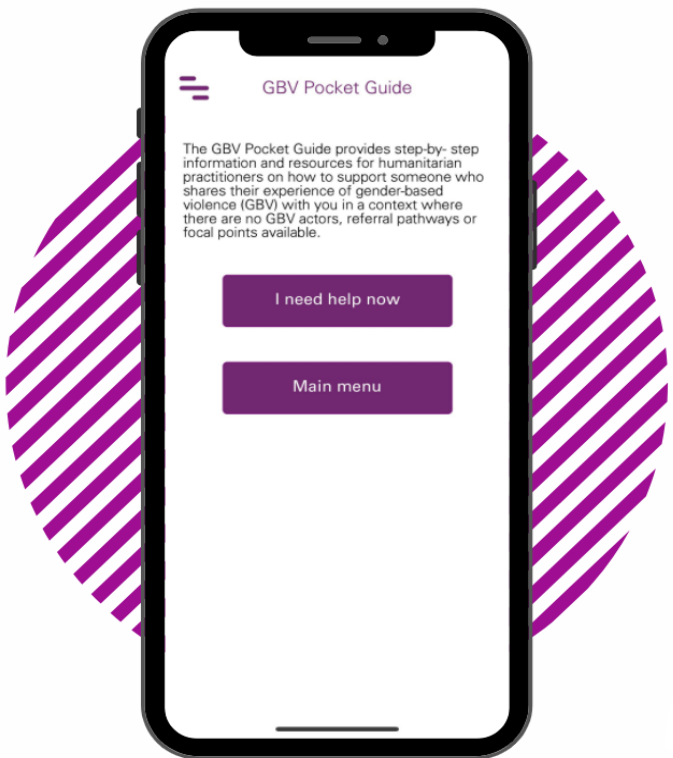 GBV Pocket Guide
The GBV Pocket Guide provides step-by- step
information and resources for humanitarian
practitioners on how to support someone who
shares their experience of gender-based
violence (GBV) with you in a context where
there are no GBV actors, referral pathways or
focal points available.
I need help now
Main menu